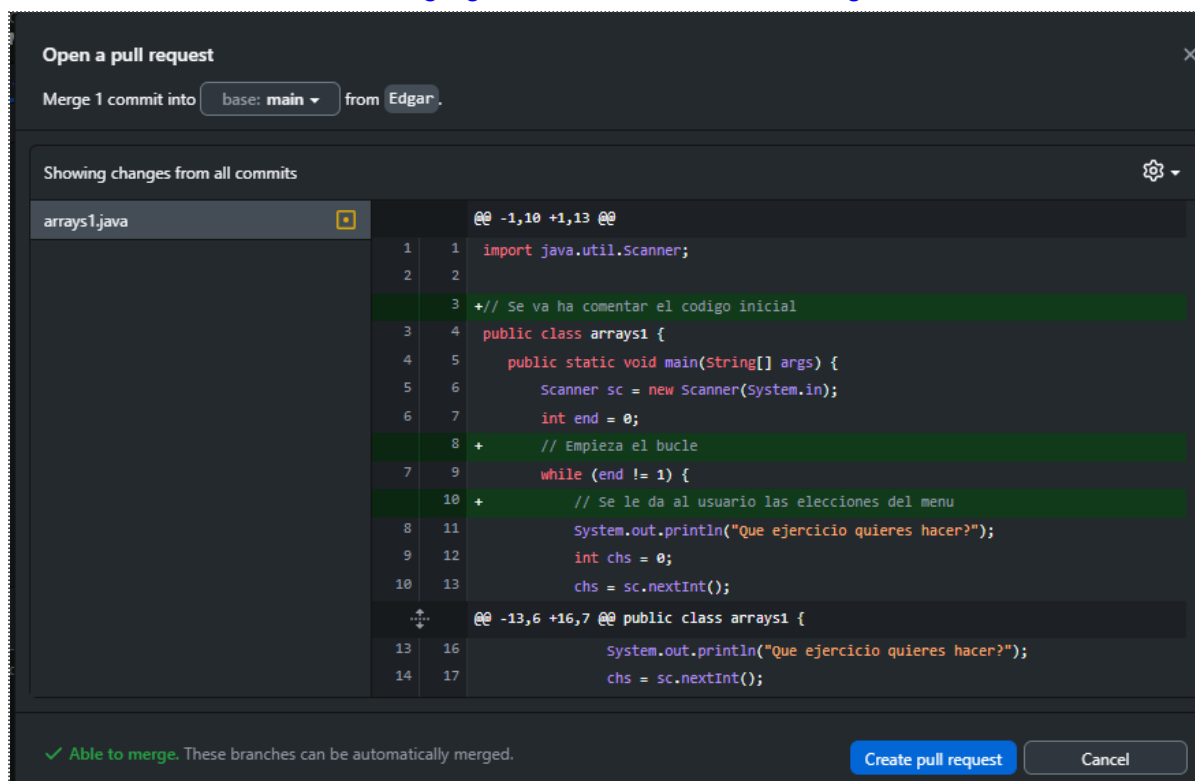 Open a pull request
Merge 1 commit into base: main from Edgar.
Showing changes from all commits
arrays1.java
@@ -1,10 +1,13 @@
1 1 import java.util.Scanner;
2 2
3 +// Se va ha comentar el codigo inicial
3 4 public class arrays1 {
4 5 public static void main(String[] args) {
5 6 Scanner sc = new Scanner(System.in);
6 7 int end = 0;
8 + // Empieza el bucle
7 9 while (end != 1) {
10 + // Se le da al usuario las elecciones del menu
8 11 System.out.println("Que ejercicio quieres hacer?");
9 12 int chs = 0;
10 13 chs = sc.nextInt();
@@ -13,6 +16,7 @@ public class arrays1 {
13 16 System.out.println("Que ejercicio quieres hacer?");
14 17 chs = sc.nextInt();
Able to merge. These branches can be automatically merged.
Create pull request Cancel